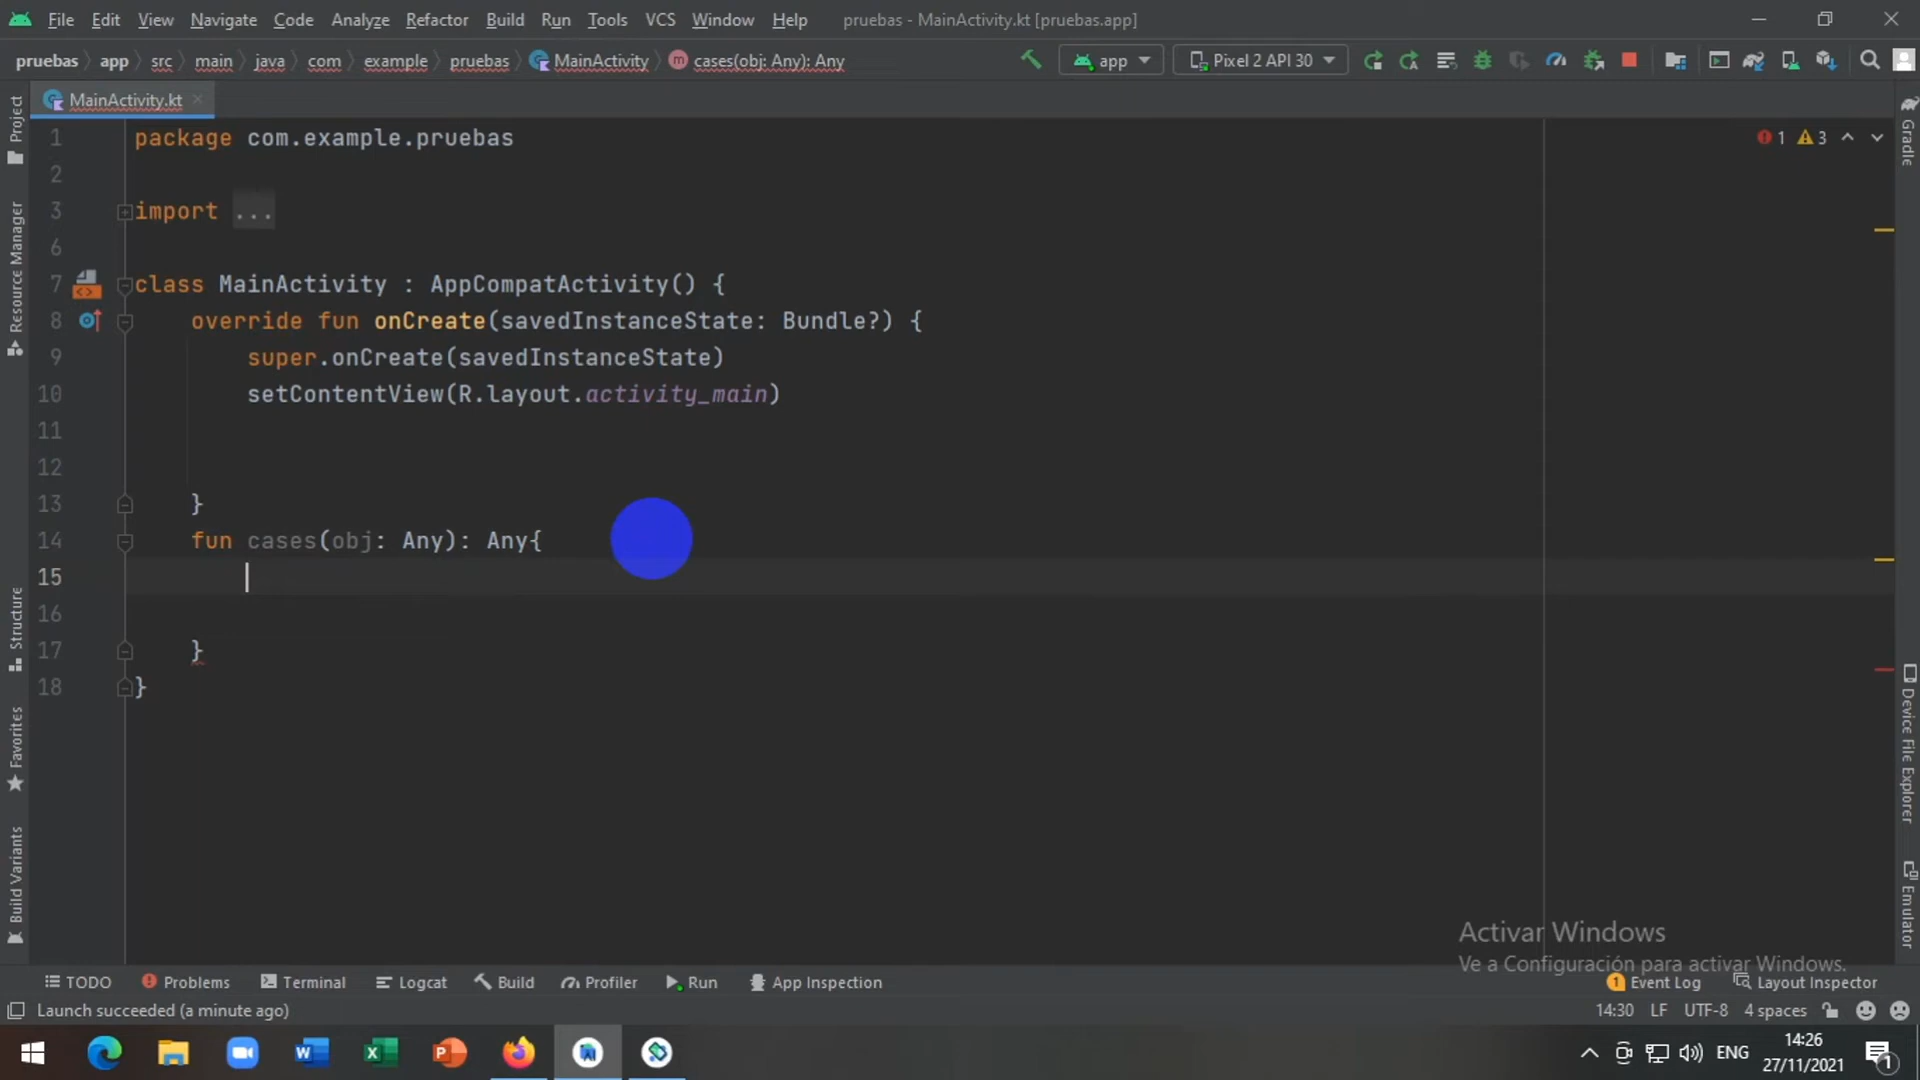 File Edit View Navigate Code Analyze Refactor Build Run Tools VCS Window Help pruebas - MainActivity.kt [pruebas.app]
pruebas app src main java com example pruebas MainActivity cases(obj: Any): Any app Pixel 2 API 30
MainActivity.kt
Project
Resource Manager
Structure
Favorites
Build Variants
1 package com.example.pruebas
2
3 import ...
6
7 class MainActivity : AppCompatActivity() {
8 override fun onCreate(savedInstanceState: Bundle?) {
9 super.onCreate(savedInstanceState)
10 setContentView(R.layout.activity_main)
11
12
13 }
14 fun cases(obj: Any): Any{
15
16
17 }
18 }
1 3
Gradle
Device File Explorer
Emulator
Activar Windows
Ve a Configuración para activar Windows.
TODO Problems Terminal Logcat Build Profiler Run App Inspection 1 Event Log Layout Inspector
Launch succeeded (a minute ago) 14:30 LF UTF-8 4 spaces
ENG 14:26
27/11/2021
1